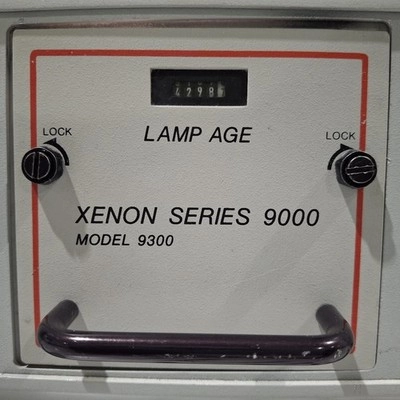 4298
LAMP AGE
LOCK
LOCK
XENON SERIES 9000
MODEL 9300